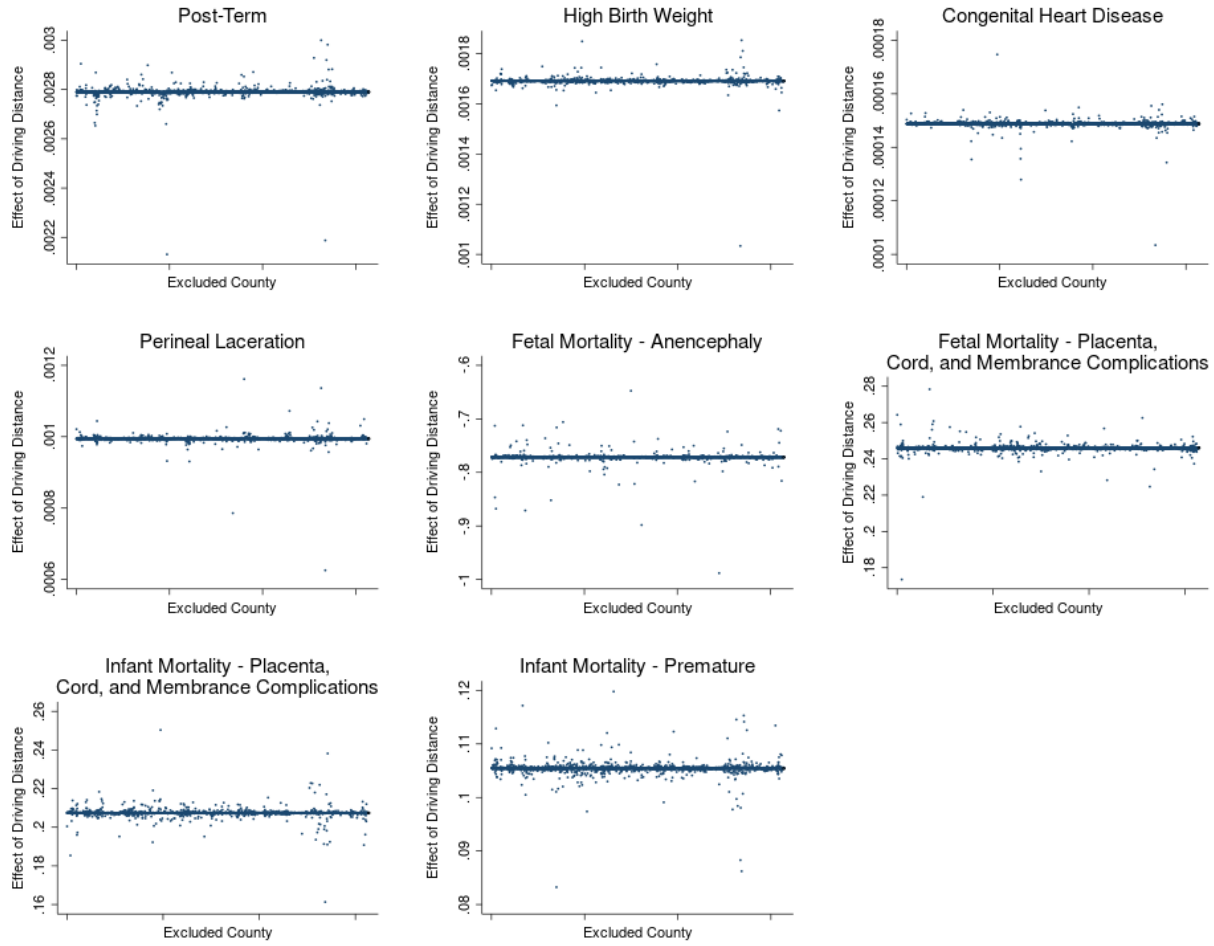 Post-Term
Effect of Driving Distance
.003
.0028
.0026
.0024
.0022
Excluded County
High Birth Weight
Effect of Driving Distance
.0018
.0016
.0014
.0012
.001
Excluded County
Congenital Heart Disease
Effect of Driving Distance
.00018
.00016
.00014
.00012
.0001
Excluded County
Perineal Laceration
Effect of Driving Distance
.0012
.001
.0008
.0006
Excluded County
Fetal Mortality - Anencephaly
Effect of Driving Distance
-.6
-.7
-.8
-.9
-1
Excluded County
Fetal Mortality - Placenta,
Cord, and Membrance Complications
Effect of Driving Distance
.28
.26
.24
.22
.2
.18
Excluded County
Infant Mortality - Placenta,
Cord, and Membrance Complications
Effect of Driving Distance
.26
.24
.22
.2
.18
.16
Excluded County
Infant Mortality - Premature
Effect of Driving Distance
.12
.11
.1
.09
.08
Excluded County